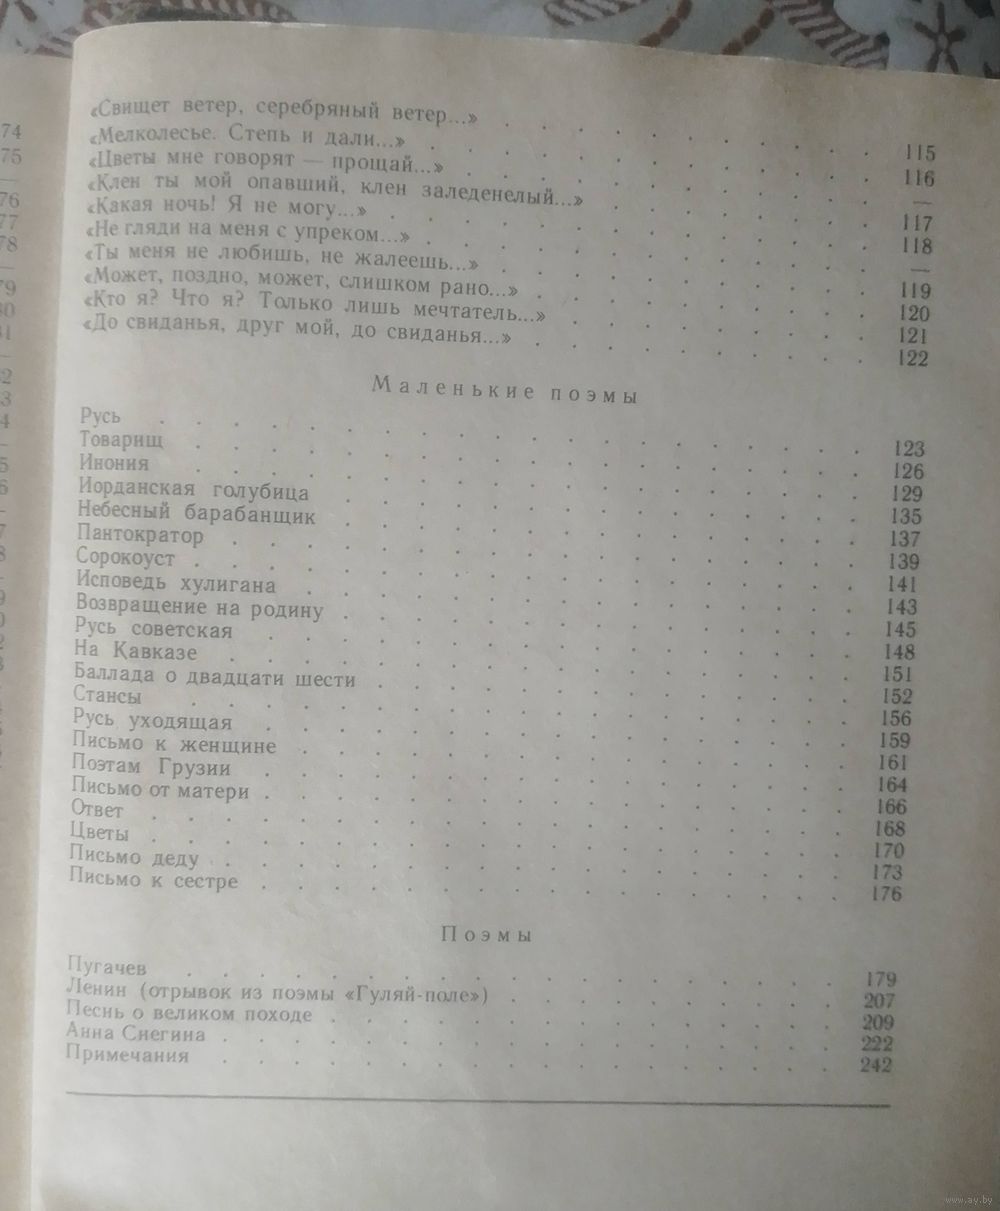 «Свищет ветер, серебряный ветер...» . . . . . . . . . 115
«Мелколесье. Степь и дали...» . . . . . . . . . . 116
«Цветы мне говорят — прощай...» . . . . . . . . . . —
«Клен ты мой опавший, клен заледенелый...» . . . . . . . 117
«Какая ночь! Я не могу...» . . . . . . . . . . . 118
«Не гляди на меня с упреком...» . . . . . . . . . . —
«Ты меня не любишь, не жалеешь...» . . . . . . . . . 119
«Может, поздно, может, слишком рано...» . . . . . . . . 120
«Кто я? Что я? Только лишь мечтатель...» . . . . . . . . 121
«До свиданья, друг мой, до свиданья...» . . . . . . . . 122
Маленькие поэмы
Русь . . . . . . . . . . . . . . . . 123
Товарищ . . . . . . . . . . . . . . . 126
Инония . . . . . . . . . . . . . . . 129
Иорданская голубица . . . . . . . . . . . . 135
Небесный барабанщик . . . . . . . . . . . . 137
Пантократор . . . . . . . . . . . . . . 139
Сорокоуст . . . . . . . . . . . . . . . 141
Исповедь хулигана . . . . . . . . . . . . . 143
Возвращение на родину . . . . . . . . . . . . 145
Русь советская . . . . . . . . . . . . . 148
На Кавказе . . . . . . . . . . . . . . 151
Баллада о двадцати шести . . . . . . . . . . . 152
Стансы . . . . . . . . . . . . . . . 156
Русь уходящая . . . . . . . . . . . . . 159
Письмо к женщине . . . . . . . . . . . . 161
Поэтам Грузии . . . . . . . . . . . . . 164
Письмо от матери . . . . . . . . . . . . . 166
Ответ . . . . . . . . . . . . . . . . 168
Цветы . . . . . . . . . . . . . . . . 170
Письмо деду . . . . . . . . . . . . . . 173
Письмо к сестре . . . . . . . . . . . . . 176
Поэмы
Пугачев . . . . . . . . . . . . . . . 179
Ленин (отрывок из поэмы «Гуляй-поле») . . . . . . . . . 207
Песнь о великом походе . . . . . . . . . . . . 209
Анна Снегина . . . . . . . . . . . . . . 222
Примечания . . . . . . . . . . . . . . 242
www.ay.by